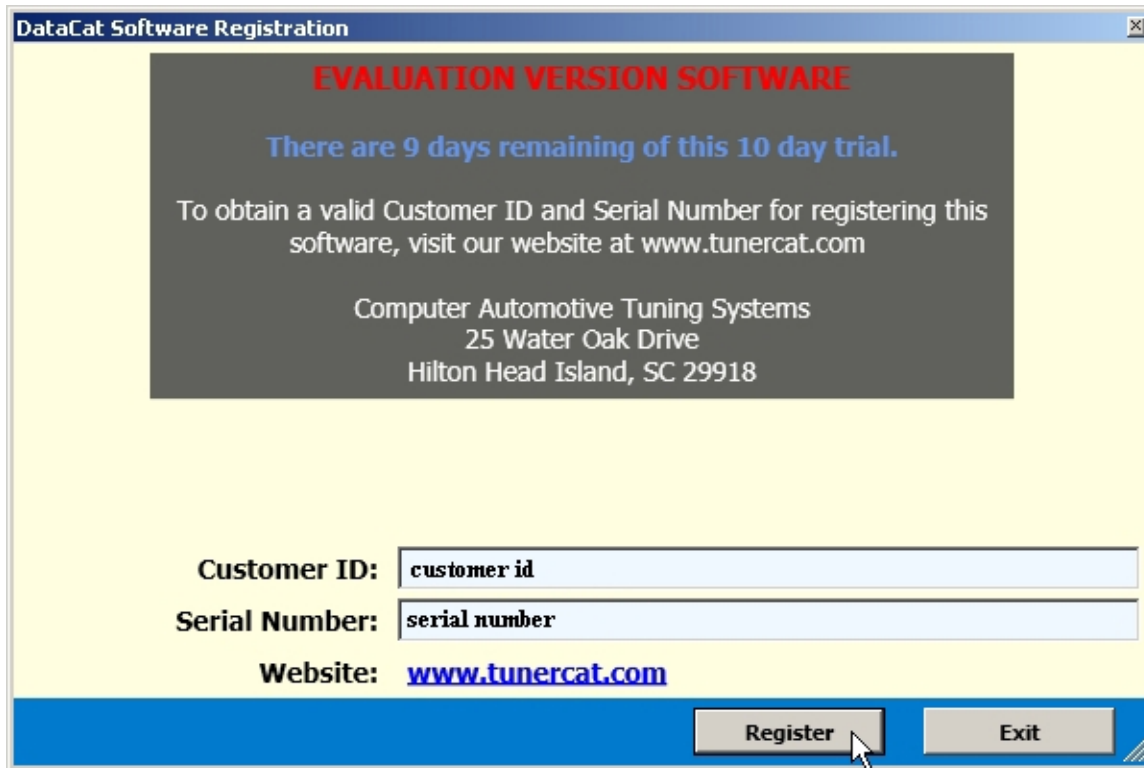 DataCat Software Registration
EVALUATION VERSION SOFTWARE
There are 9 days remaining of this 10 day trial.
To obtain a valid Customer ID and Serial Number for registering this
software, visit our website at www.tunercat.com
Computer Automotive Tuning Systems
25 Water Oak Drive
Hilton Head Island, SC 29918
Customer ID: customer id
Serial Number: serial number
Website: www.tunercat.com
Register Exit